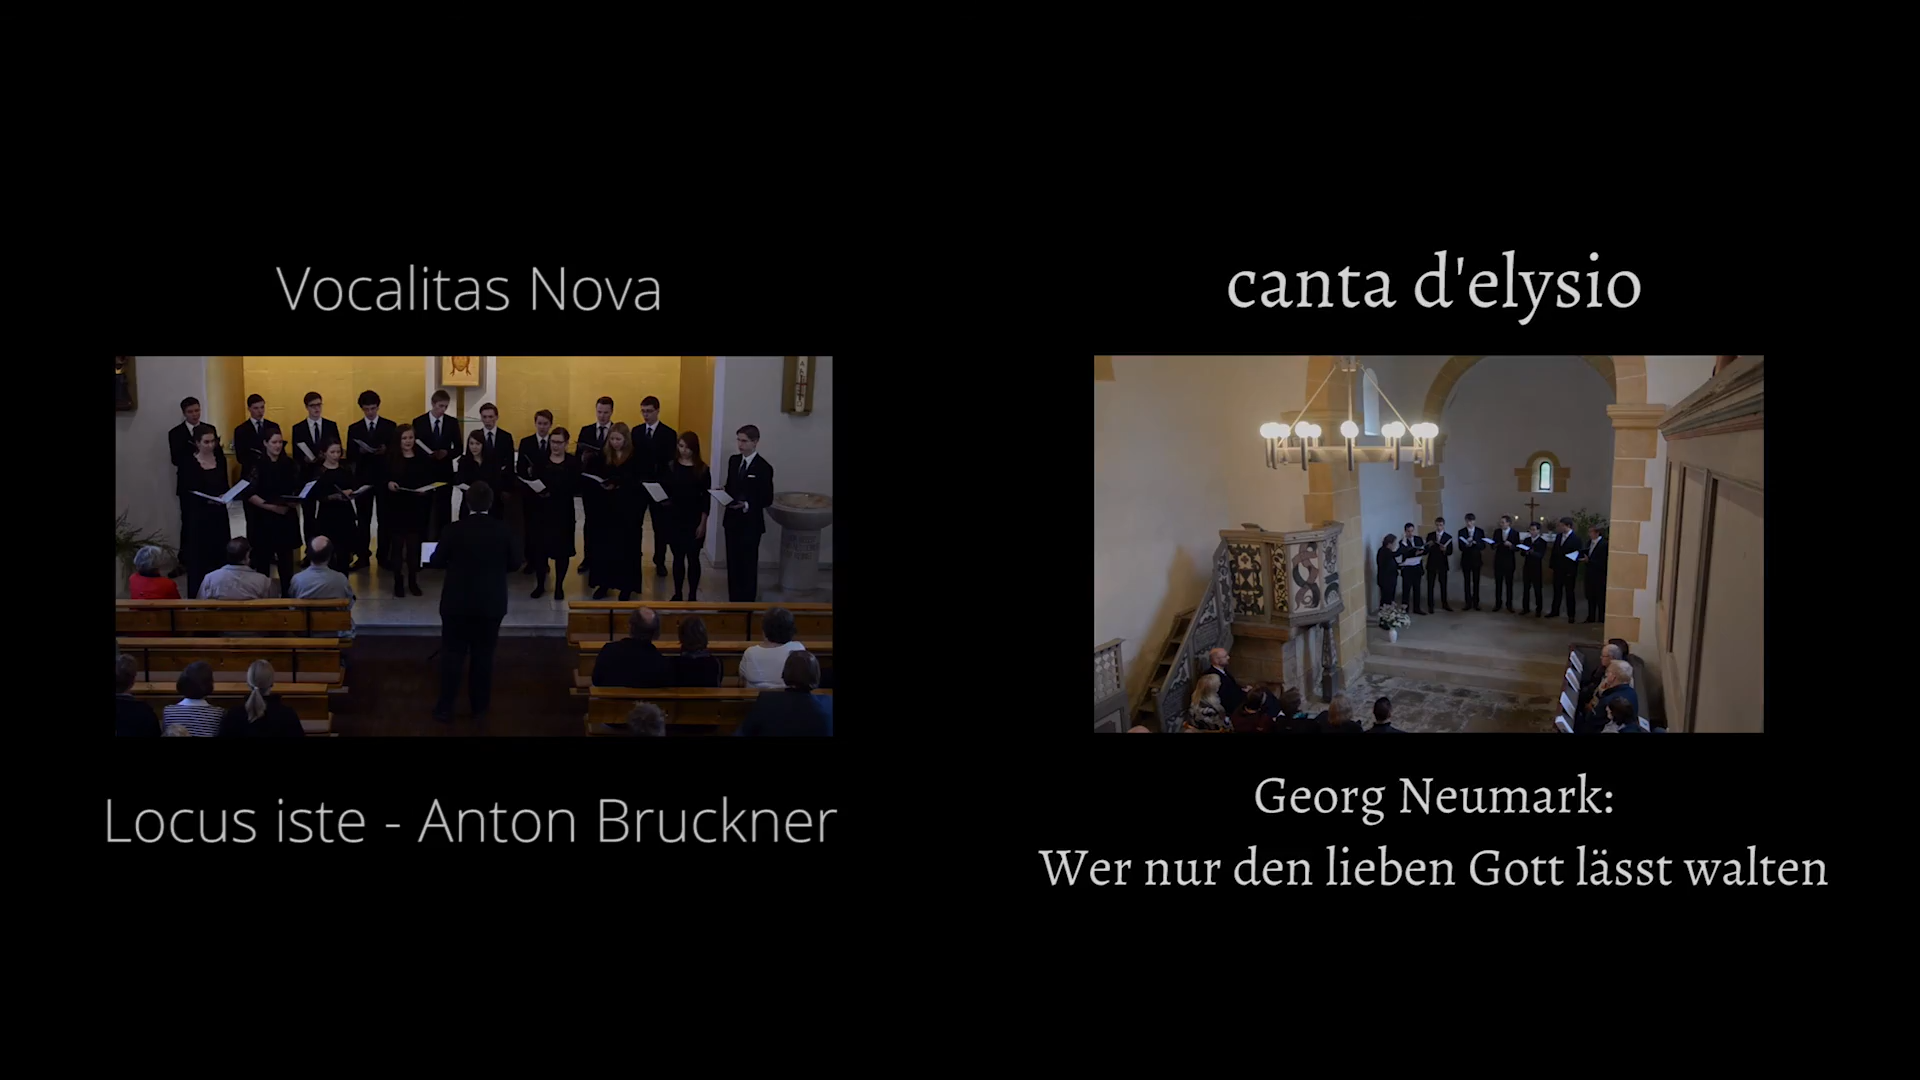 Vocalitas Nova
Locus iste - Anton Bruckner
canta d'elysio
Georg Neumark:
Wer nur den lieben Gott lässt walten